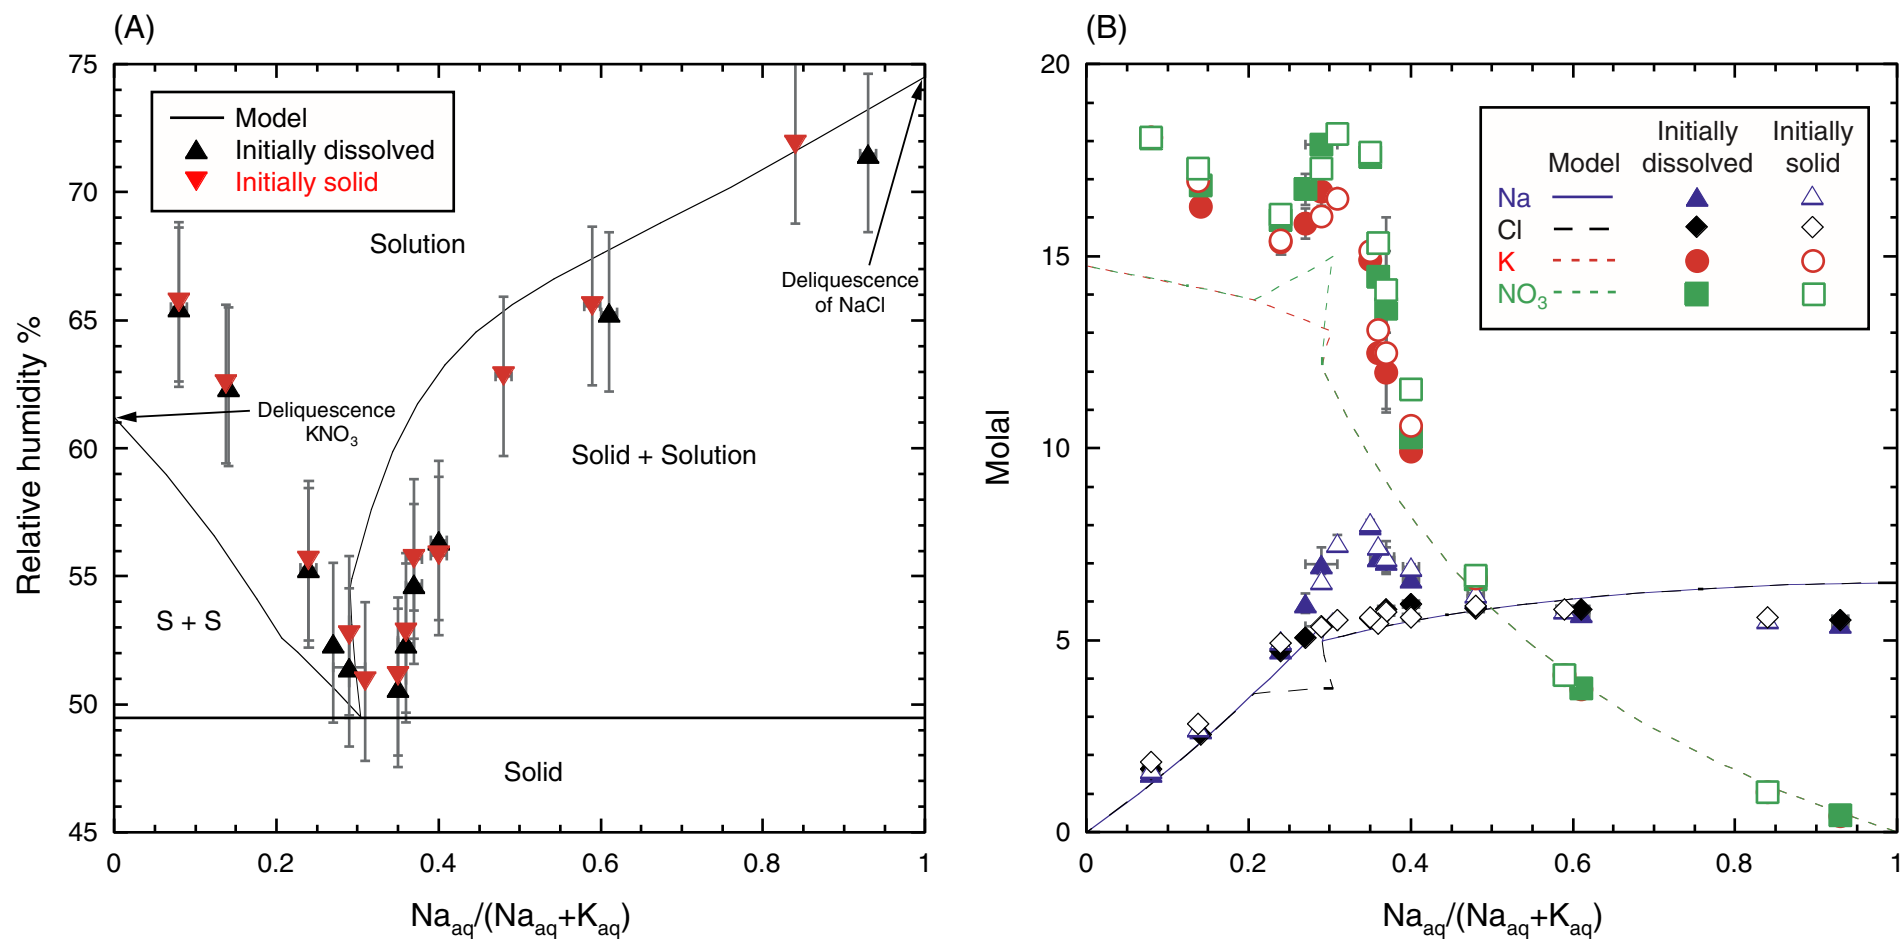 (A)
75
70
65
60
55
50
45
Relative humidity %
Model
Initially dissolved
Initially solid
Solution
Deliquescence
of NaCl
Deliquescence
KNO3
Solid + Solution
S + S
Solid
0
0.2
0.4
0.6
0.8
1
Naaq/(Naaq+Kaq)
(B)
20
15
10
5
0
Molal
Initially Initially
Model dissolved solid
Na
Cl
K
NO3
0
0.2
0.4
0.6
0.8
1
Naaq/(Naaq+Kaq)